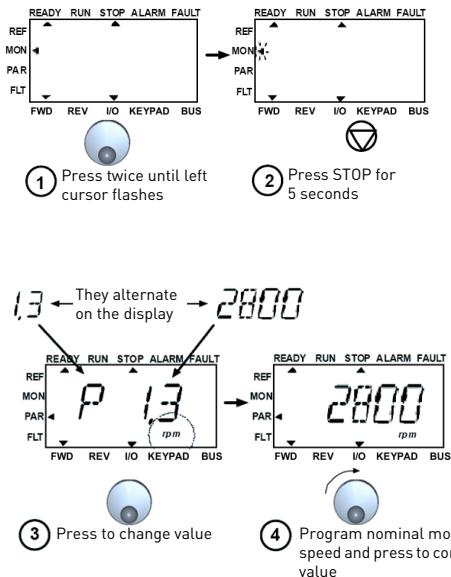 READY RUN STOP ALARM FAULT
REF
MON
PAR
FLT
FWD REV I/O KEYPAD BUS
READY RUN STOP ALARM FAULT
REF
MON
PAR
FLT
FWD REV I/O KEYPAD BUS
1 Press twice until left
cursor flashes
2 Press STOP for
5 seconds
1,3
They alternate
on the display
2800
READY RUN STOP ALARM FAULT
REF
MON
PAR
FLT
P 1,3
rpm
FWD REV I/O KEYPAD BUS
READY RUN STOP ALARM FAULT
REF
MON
PAR
FLT
2800
rpm
FWD REV I/O KEYPAD BUS
3 Press to change value
4 Program nominal mo
speed and press to co
value